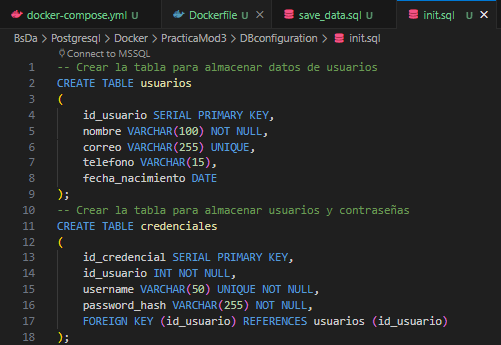 docker-compose.yml U Dockerfile U save_data.sql U init.sql U
BsDa > Postgresql > Docker > PracticaMod3 > DBconfiguration > init.sql
Connect to MSSQL
1 -- Crear la tabla para almacenar datos de usuarios
2 CREATE TABLE usuarios
3 (
4 id_usuario SERIAL PRIMARY KEY,
5 nombre VARCHAR(100) NOT NULL,
6 correo VARCHAR(255) UNIQUE,
7 telefono VARCHAR(15),
8 fecha_nacimiento DATE
9 );
10 -- Crear la tabla para almacenar usuarios y contraseñas
11 CREATE TABLE credenciales
12 (
13 id_credencial SERIAL PRIMARY KEY,
14 id_usuario INT NOT NULL,
15 username VARCHAR(50) UNIQUE NOT NULL,
16 password_hash VARCHAR(255) NOT NULL,
17 FOREIGN KEY (id_usuario) REFERENCES usuarios (id_usuario)
18 );